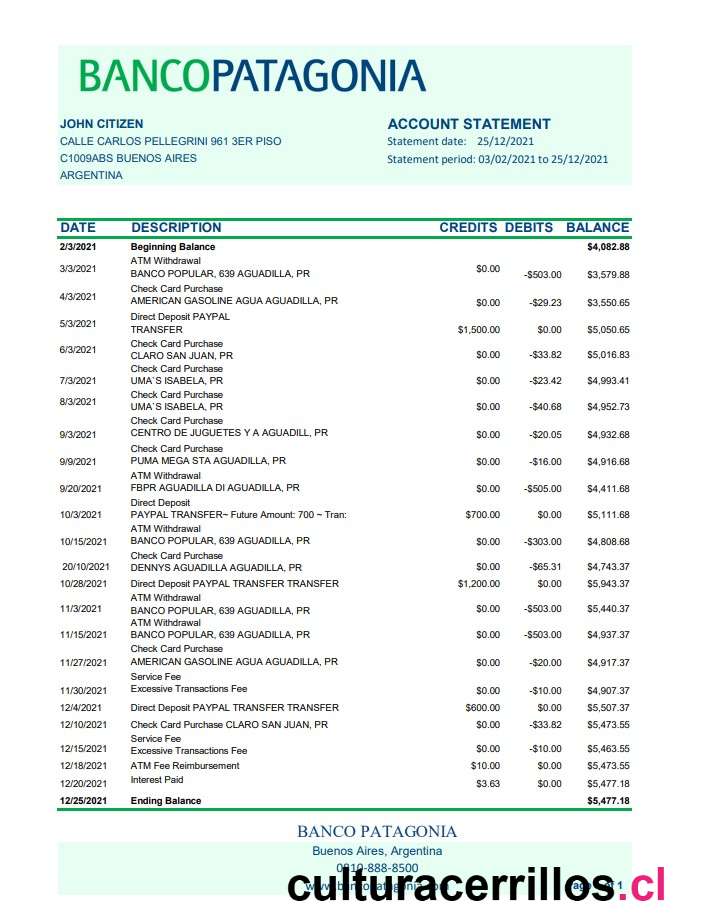 BANCOPATAGONIA
JOHN CITIZEN
CALLE CARLOS PELLEGRINI 961 3ER PISO
C1009ABS BUENOS AIRES
ARGENTINA
ACCOUNT STATEMENT
Statement date: 25/12/2021
Statement period: 03/02/2021 to 25/12/2021
DATE DESCRIPTION CREDITS DEBITS BALANCE
2/3/2021 Beginning Balance $4,082.88
ATM Withdrawal
3/3/2021 BANCO POPULAR, 639 AGUADILLA, PR $0.00 -$503.00 $3,579.88
Check Card Purchase
4/3/2021 AMERICAN GASOLINE AGUA AGUADILLA, PR $0.00 -$29.23 $3,550.65
Direct Deposit PAYPAL
5/3/2021 TRANSFER $1,500.00 $0.00 $5,050.65
Check Card Purchase
6/3/2021 CLARO SAN JUAN, PR $0.00 -$33.82 $5,016.83
Check Card Purchase
7/3/2021 UMA`S ISABELA, PR $0.00 -$23.42 $4,993.41
Check Card Purchase
8/3/2021 UMA`S ISABELA, PR $0.00 -$40.68 $4,952.73
Check Card Purchase
9/3/2021 CENTRO DE JUGUETES Y A AGUADILL, PR $0.00 -$20.05 $4,932.68
Check Card Purchase
9/9/2021 PUMA MEGA STA AGUADILLA, PR $0.00 -$16.00 $4,916.68
ATM Withdrawal
9/20/2021 FBPR AGUADILLA DI AGUADILLA, PR $0.00 -$505.00 $4,411.68
Direct Deposit
10/3/2021 PAYPAL TRANSFER~ Future Amount: 700 ~ Tran: $700.00 $0.00 $5,111.68
ATM Withdrawal
10/15/2021 BANCO POPULAR, 639 AGUADILLA, PR $0.00 -$303.00 $4,808.68
Check Card Purchase
20/10/2021 DENNYS AGUADILLA AGUADILLA, PR $0.00 -$65.31 $4,743.37
10/28/2021 Direct Deposit PAYPAL TRANSFER TRANSFER $1,200.00 $0.00 $5,943.37
ATM Withdrawal
11/3/2021 BANCO POPULAR, 639 AGUADILLA, PR $0.00 -$503.00 $5,440.37
ATM Withdrawal
11/15/2021 BANCO POPULAR, 639 AGUADILLA, PR $0.00 -$503.00 $4,937.37
Check Card Purchase
11/27/2021 AMERICAN GASOLINE AGUA AGUADILLA, PR $0.00 -$20.00 $4,917.37
Service Fee
11/30/2021 Excessive Transactions Fee $0.00 -$10.00 $4,907.37
12/4/2021 Direct Deposit PAYPAL TRANSFER TRANSFER $600.00 $0.00 $5,507.37
12/10/2021 Check Card Purchase CLARO SAN JUAN, PR $0.00 -$33.82 $5,473.55
Service Fee
12/15/2021 Excessive Transactions Fee $0.00 -$10.00 $5,463.55
12/18/2021 ATM Fee Reimbursement $10.00 $0.00 $5,473.55
12/20/2021 Interest Paid $3.63 $0.00 $5,477.18
12/25/2021 Ending Balance $5,477.18
BANCO PATAGONIA
Buenos Aires, Argentina
0810-888-8500
culturacerrillos.cl